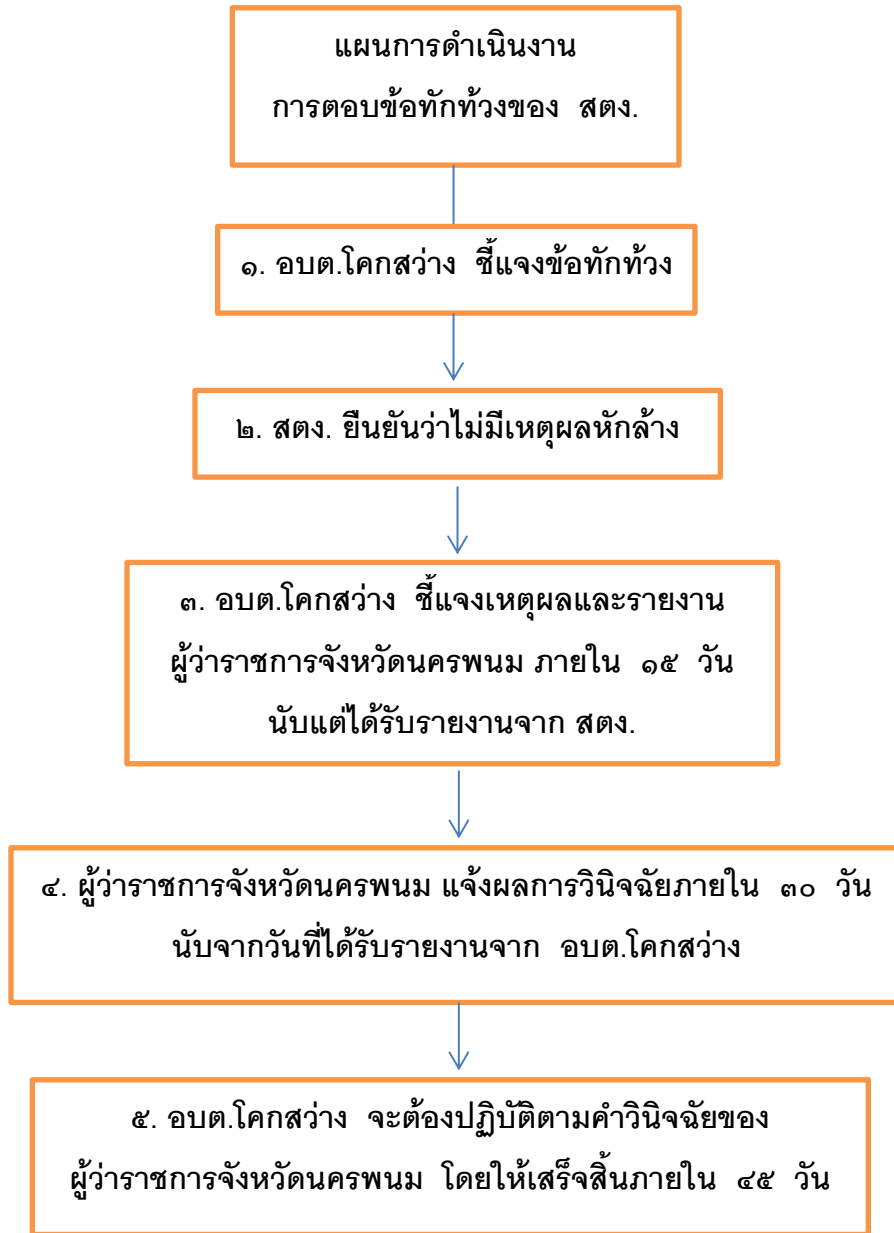 แผนการดำเนินงาน
การตอบข้อทักท้วงของ สตง.
๑. อบต.โคกสว่าง ชี้แจงข้อทักท้วง
๒. สตง. ยืนยันว่าไม่มีเหตุผลหักล้าง
๓. อบต.โคกสว่าง ชี้แจงเหตุผลและรายงาน
ผู้ว่าราชการจังหวัดนครพนม ภายใน ๑๕ วัน
นับแต่ได้รับรายงานจาก สตง.
๔. ผู้ว่าราชการจังหวัดนครพนม แจ้งผลการวินิจฉัยภายใน ๓๐ วัน
นับจากวันที่ได้รับรายงานจาก อบต.โคกสว่าง
๕. อบต.โคกสว่าง จะต้องปฏิบัติตามคำวินิจฉัยของ
ผู้ว่าราชการจังหวัดนครพนม โดยให้เสร็จสิ้นภายใน ๔๕ วัน